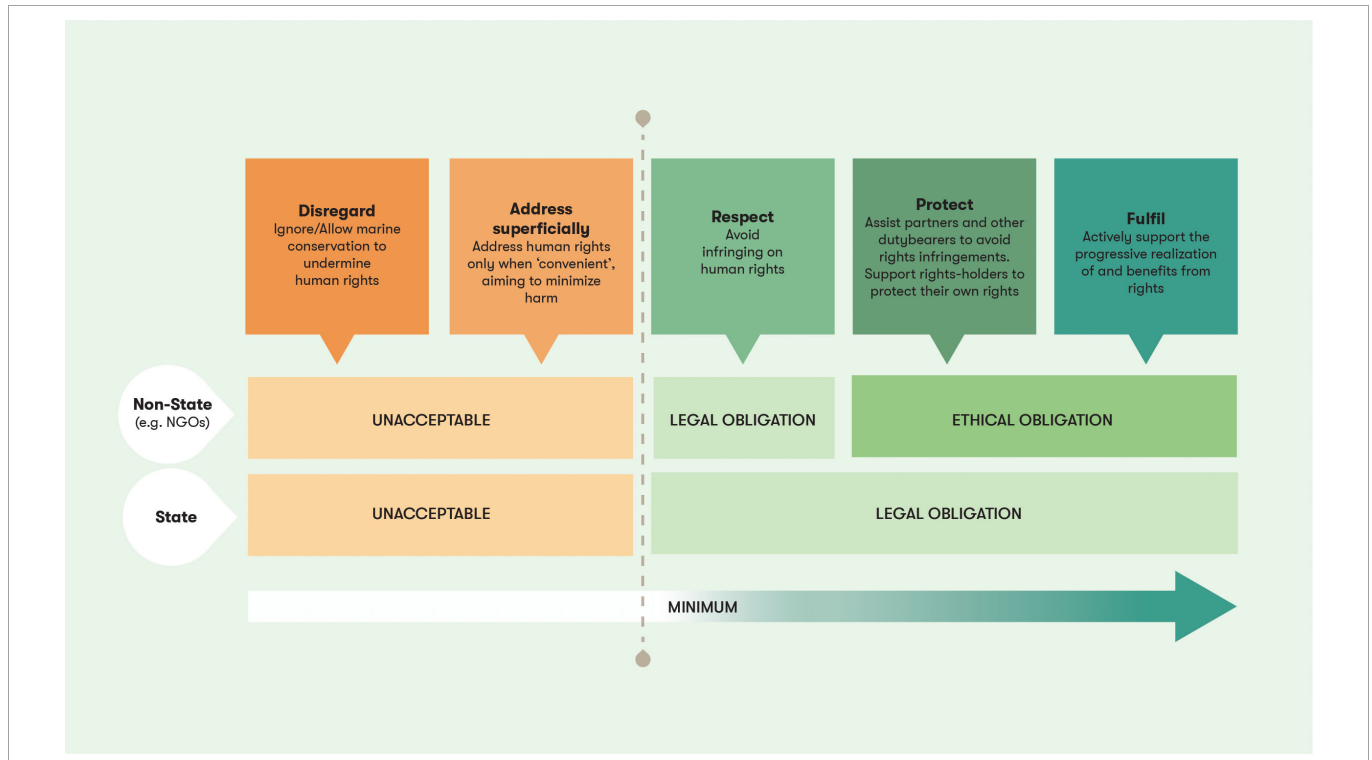 Disregard
Ignore/Allow marine
conservation to
undermine
human rights
Address
superficially
Address human rights
only when ‘convenient’,
aiming to minimize
harm
Respect
Avoid
infringing on
human rights
Protect
Assist partners and other
dutybearers to avoid
rights infringements.
Support rights-holders to
protect their own rights
Fulfil
Actively support the
progressive realization
of and benefits from
rights
Non-State
(e.g. NGOs)
UNACCEPTABLE
LEGAL OBLIGATION
ETHICAL OBLIGATION
State
UNACCEPTABLE
LEGAL OBLIGATION
MINIMUM